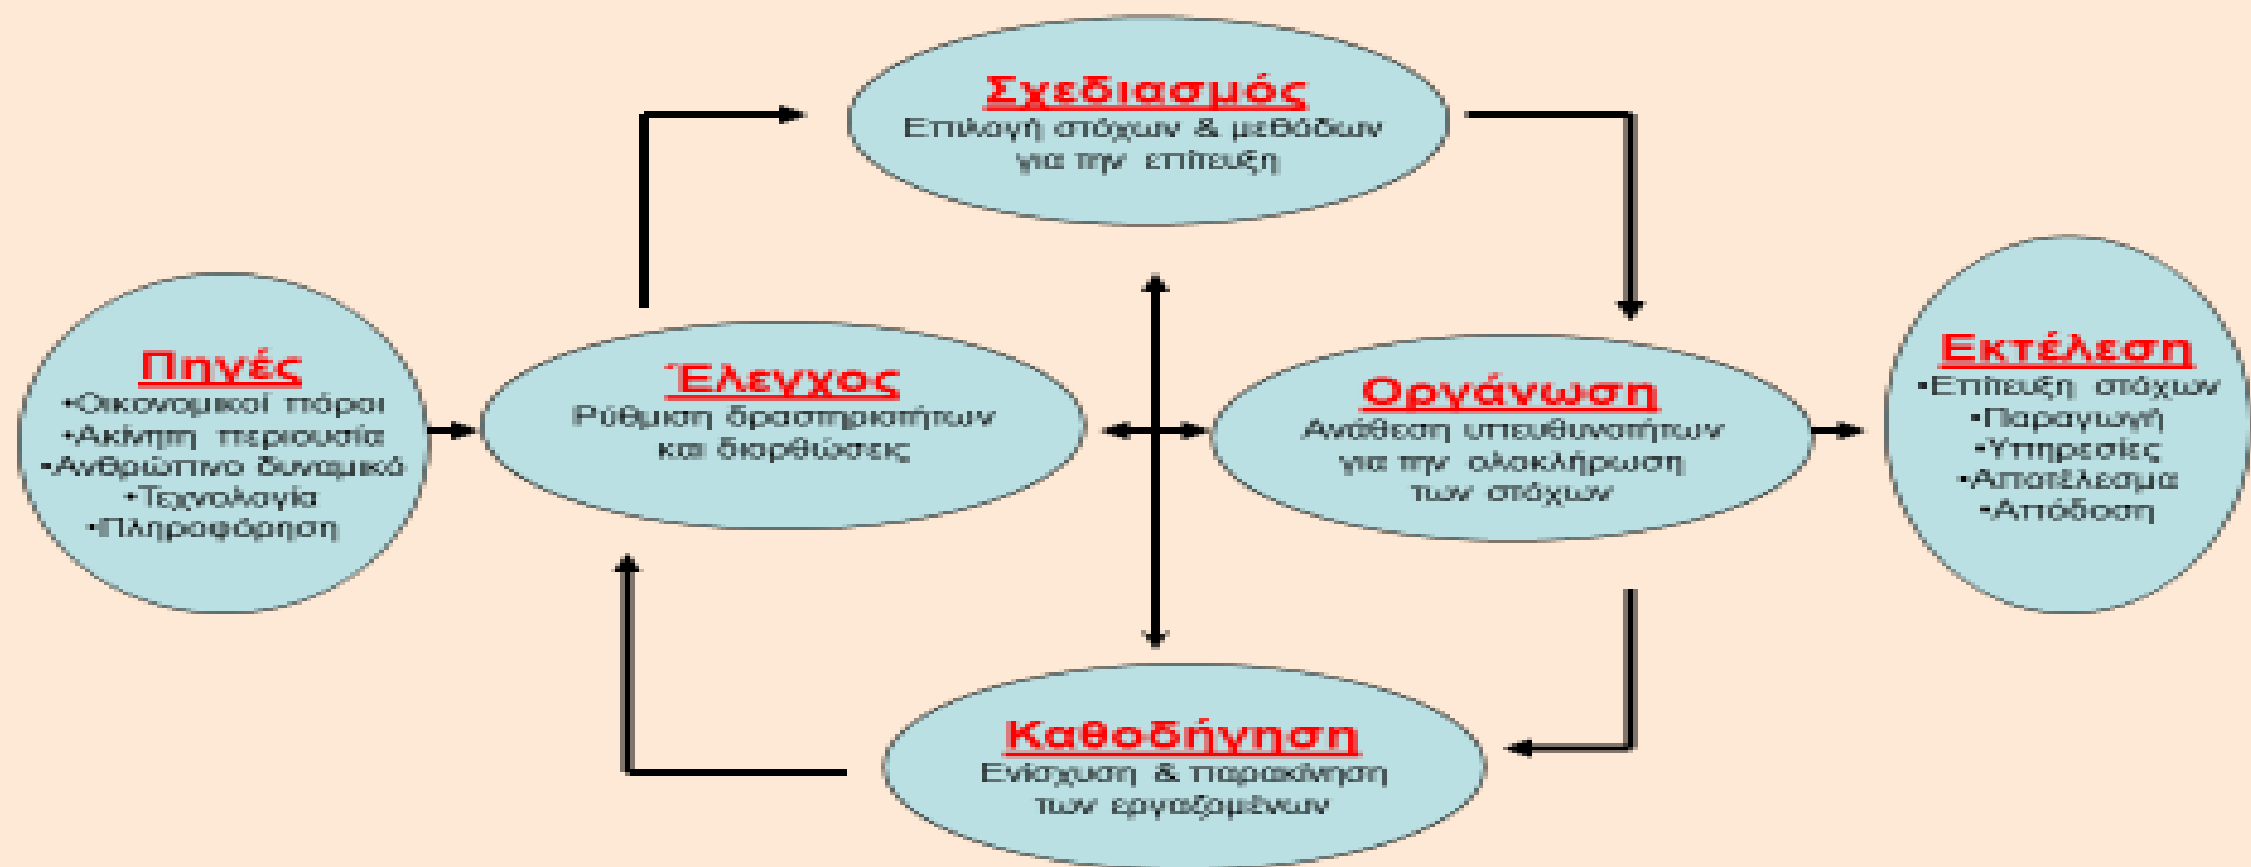 Σχεδιασμός
Επιλογή στόχων & μεθόδων
για την επίτευξη
Πηγές
•Οικονομικοί πόροι
•Ακίνητη περιουσία
•Ανθρώπινο δυναμικό
•Τεχνολογία
•Πληροφόρηση
Έλεγχος
Ρύθμιση δραστηριοτήτων
και διορθώσεις
Οργάνωση
Ανάθεση υπευθυνοτήτων
για την ολοκλήρωση
των στόχων
Εκτέλεση
•Επίτευξη στόχων
•Παραγωγή
•Υπηρεσίες
•Αποτέλεσμα
•Απόδοση
Καθοδήγηση
Ενίσχυση & παρακίνηση
των εργαζομένων